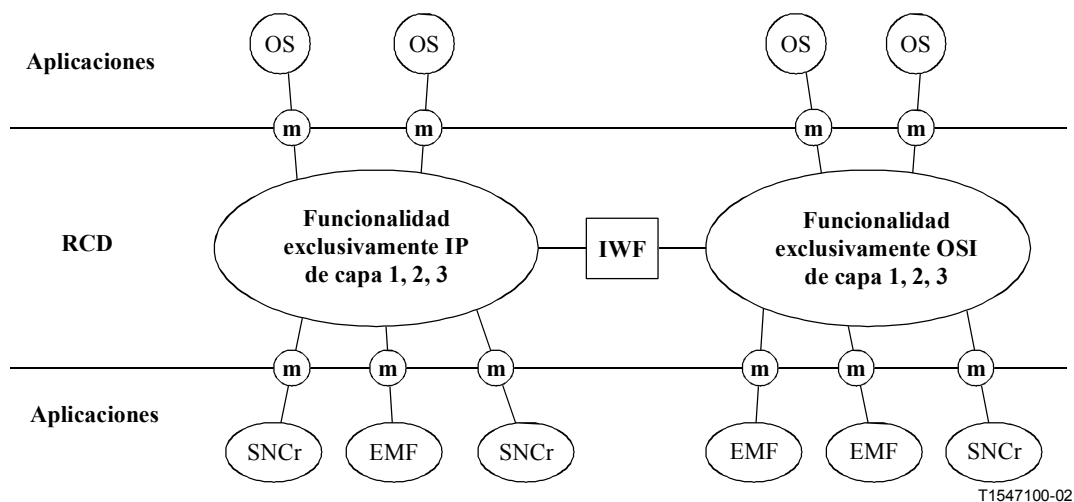 OS OS OS OS
Aplicaciones
m m m m
Funcionalidad
exclusivamente IP
de capa 1, 2, 3
RCD
IWF
Funcionalidad
exclusivamente OSI
de capa 1, 2, 3
m m m m m m
Aplicaciones
SNCr EMF SNCr EMF EMF SNCr
T1547100-02